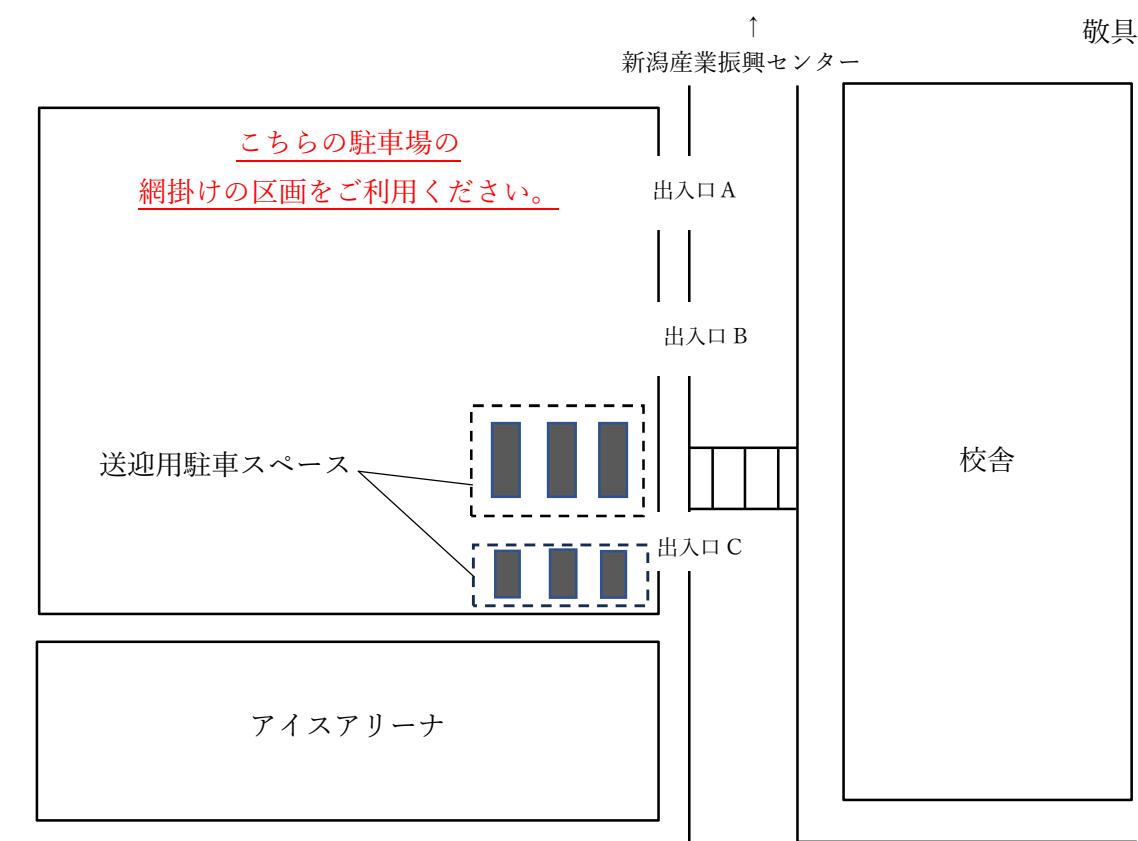 ↑
敬具
新潟産業振興センター
こちらの駐車場の
網掛けの区画をご利用ください。
出入口 A
出入口 B
送迎用駐車スペース
校舎
出入口 C
アイスアリーナ